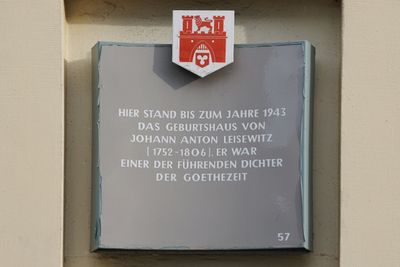 HIER STAND BIS ZUM JAHRE 1943
DAS GEBURTSHAUS VON
JOHANN ANTON LEISEWITZ
[1752-1806]. ER WAR
EINER DER FÜHRENDEN DICHTER
DER GOETHEZEIT
57